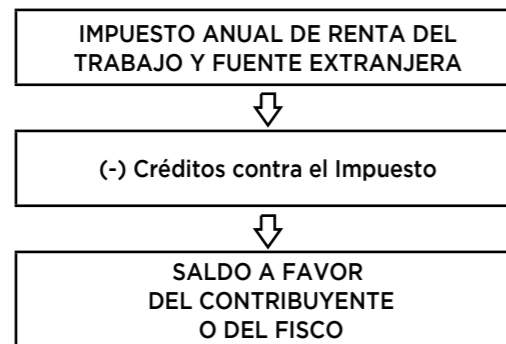 IMPUESTO ANUAL DE RENTA DEL
TRABAJO Y FUENTE EXTRANJERA
(-) Créditos contra el Impuesto
SALDO A FAVOR
DEL CONTRIBUYENTE
O DEL FISCO